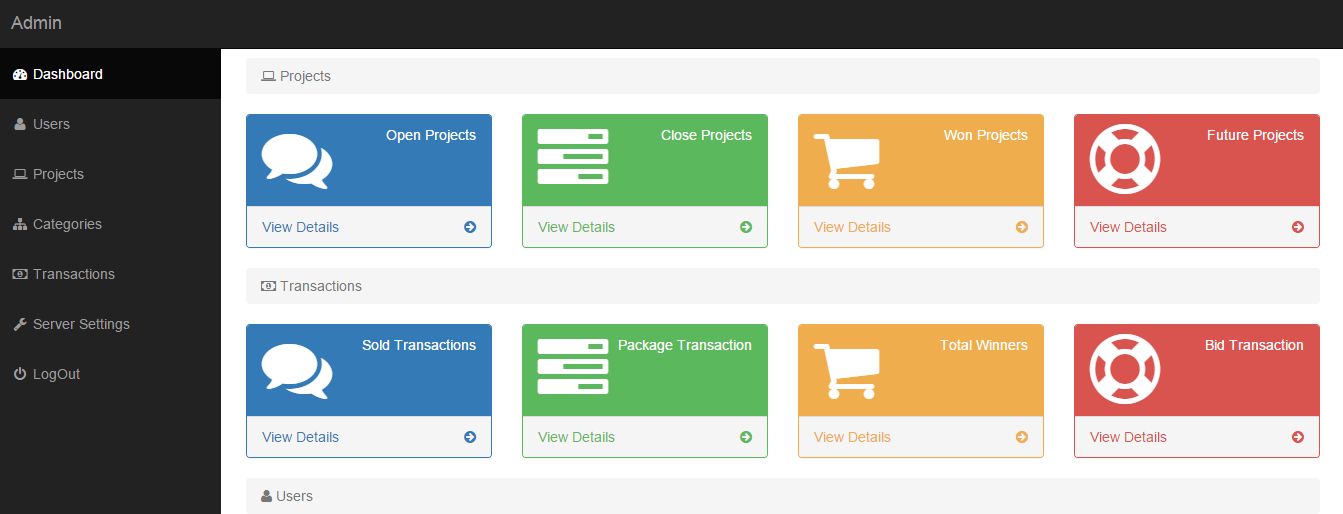 Admin
Dashboard
Users
Projects
Categories
Transactions
Server Settings
LogOut
Projects
Open Projects
View Details
Close Projects
View Details
Won Projects
View Details
Future Projects
View Details
Transactions
Sold Transactions
View Details
Package Transaction
View Details
Total Winners
View Details
Bid Transaction
View Details
Users